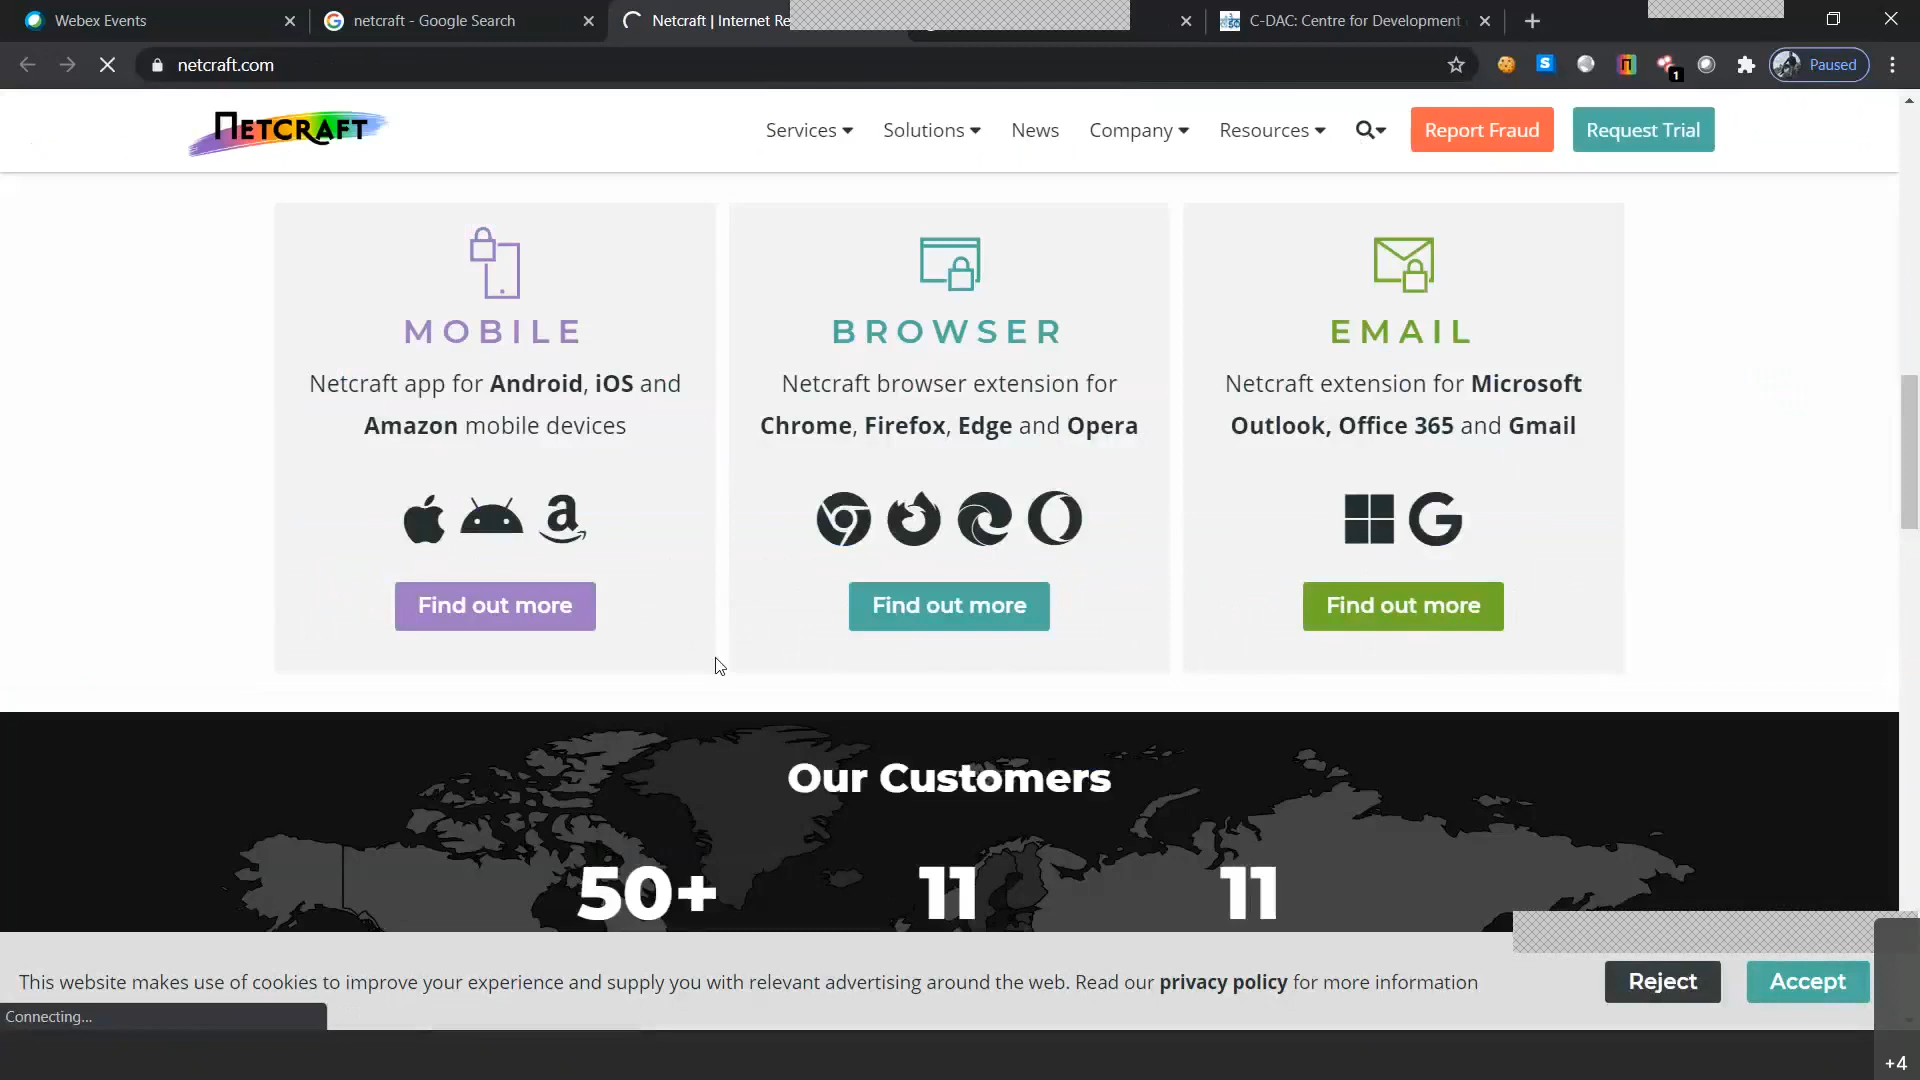 Webex Events
netcraft - Google Search
Netcraft | Internet Re
C-DAC: Centre for Development
netcraft.com
1
Paused
NETCRAFT
Services
Solutions
News
Company
Resources
Report Fraud
Request Trial
MOBILE
Netcraft app for Android, iOS and
Amazon mobile devices
Find out more
BROWSER
Netcraft browser extension for
Chrome, Firefox, Edge and Opera
Find out more
EMAIL
Netcraft extension for Microsoft
Outlook, Office 365 and Gmail
Find out more
Our Customers
50+
11
11
This website makes use of cookies to improve your experience and supply you with relevant advertising around the web. Read our privacy policy for more information
Reject
Accept
Connecting...
+4